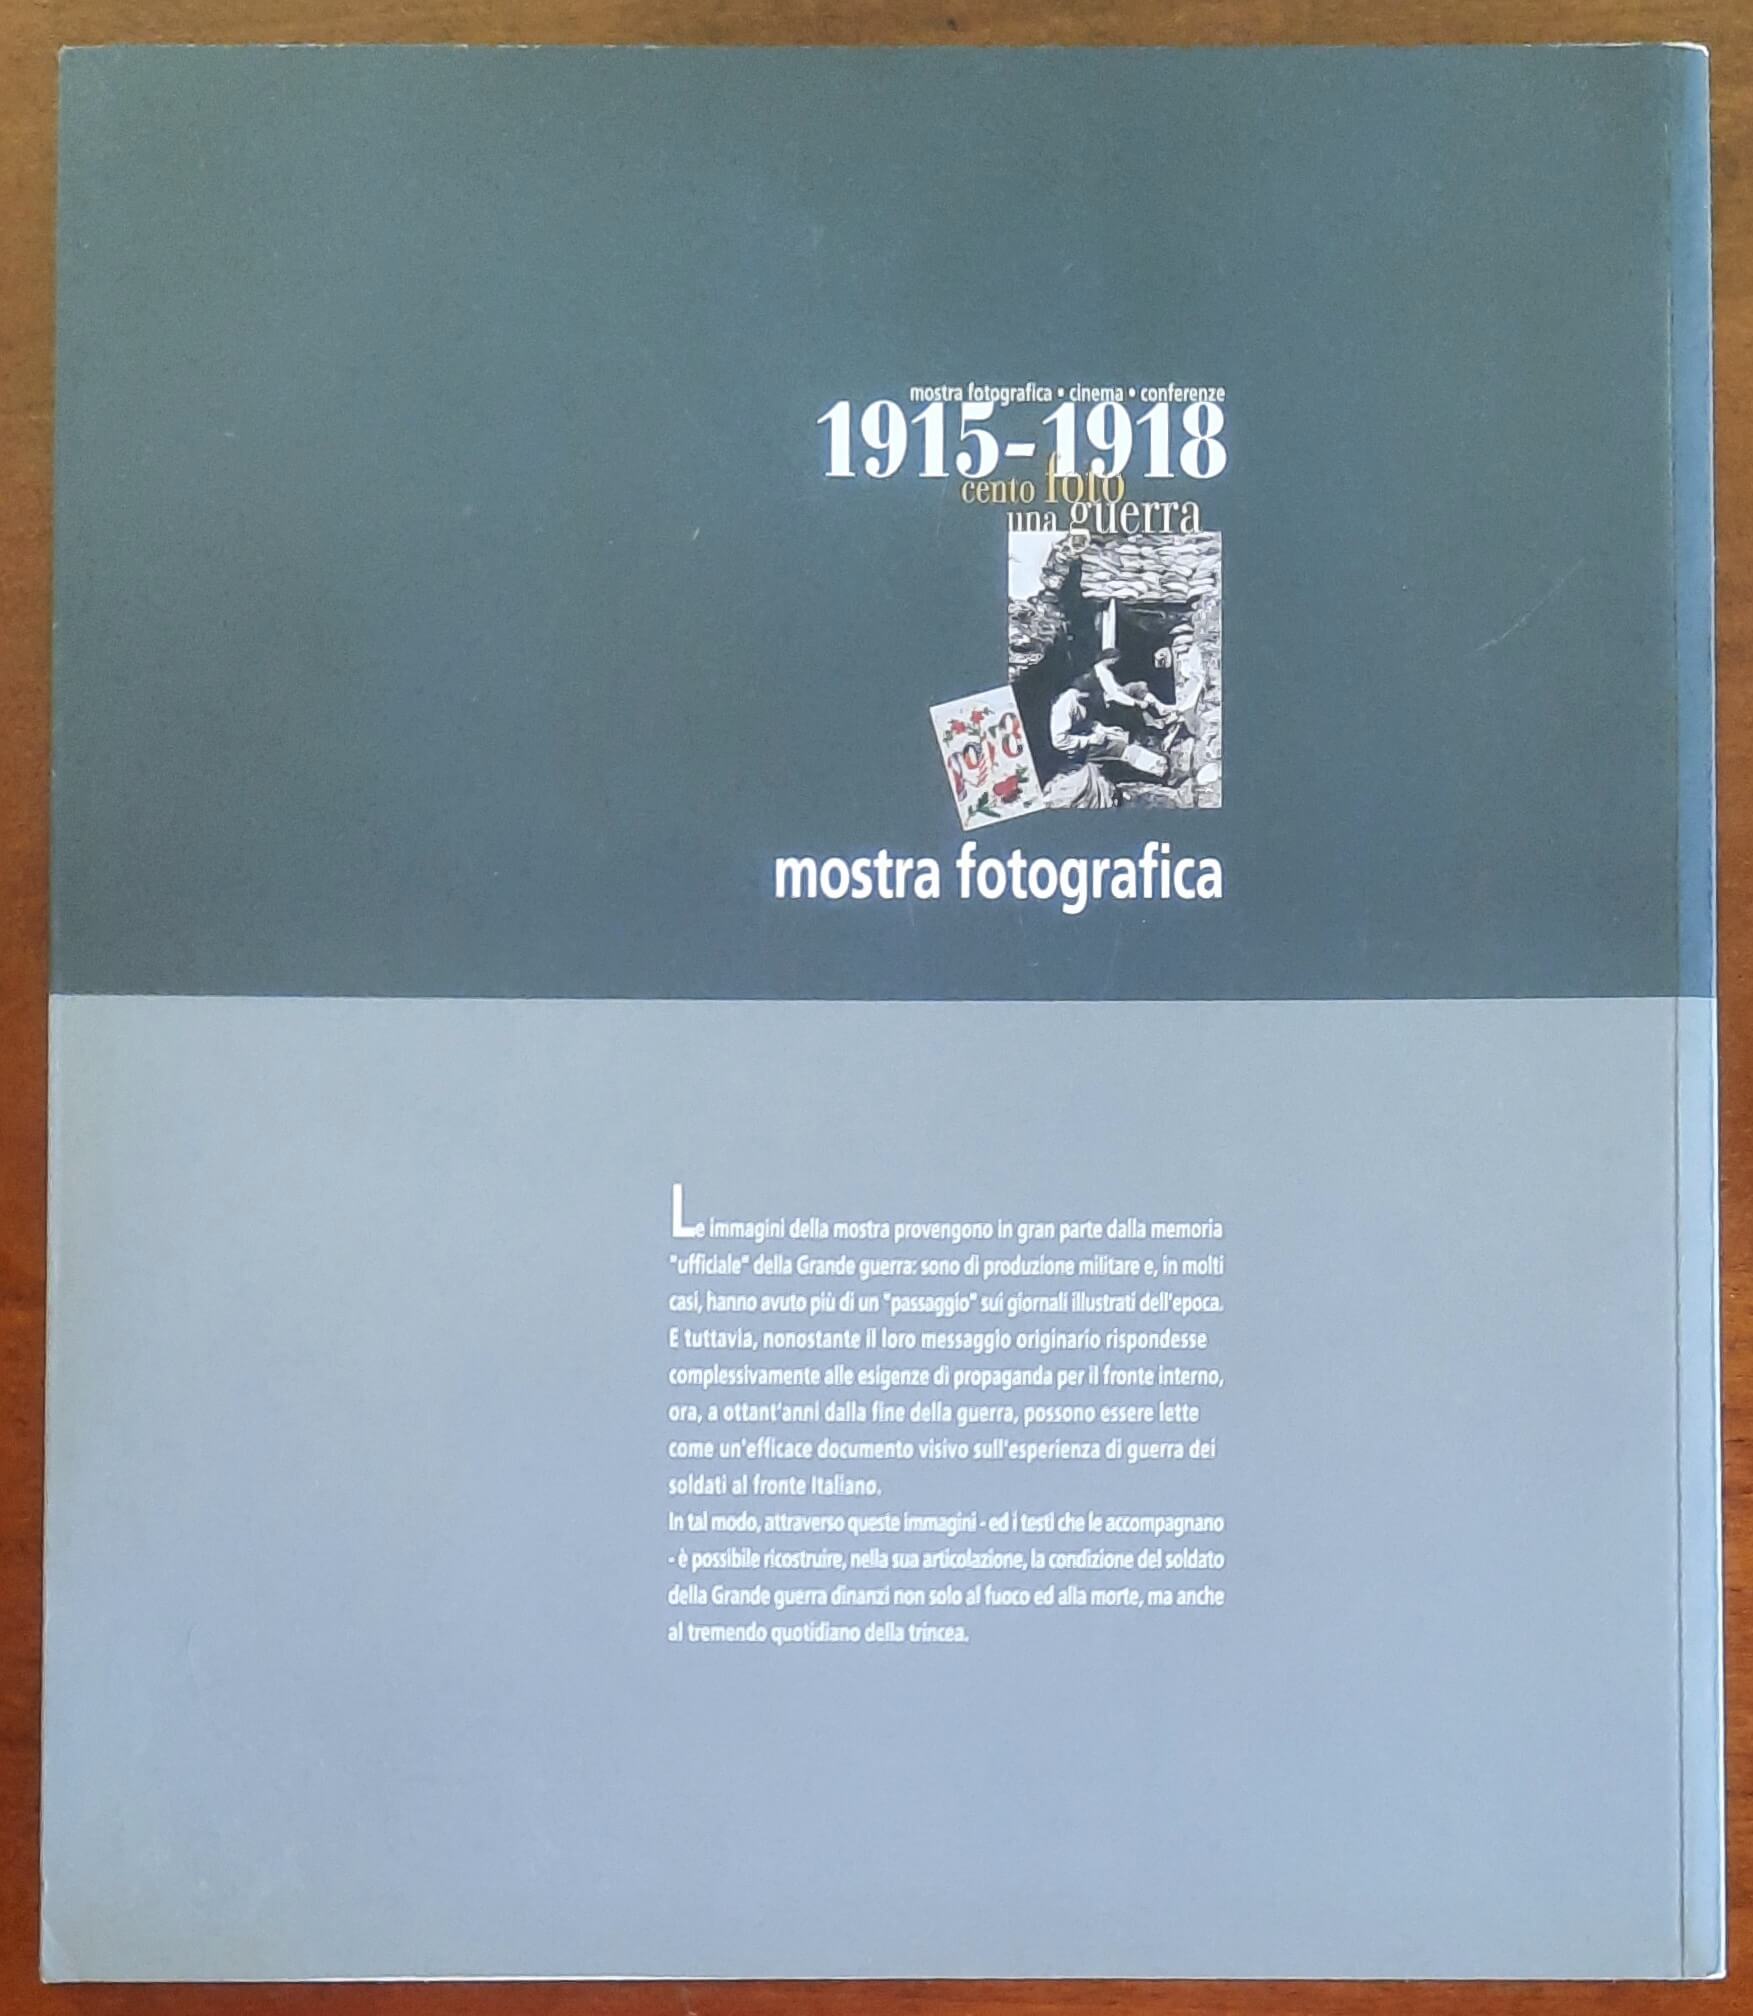 mostra fotografica • cinema • conferenze
1915-1918
cento foto
una guerra
mostra fotografica
Le immagini della mostra provengono in gran parte dalla memoria
"ufficiale" della Grande guerra: sono di produzione militare e, in molti
casi, hanno avuto più di un "passaggio" sui giornali illustrati dell'epoca.
E tuttavia, nonostante il loro messaggio originario rispondesse
complessivamente alle esigenze di propaganda per il fronte interno,
ora, a ottant'anni dalla fine della guerra, possono essere lette
come un'efficace documento visivo sull'esperienza di guerra dei
soldati al fronte Italiano.
In tal modo, attraverso queste immagini - ed i testi che le accompagnano
- è possibile ricostruire, nella sua articolazione, la condizione del soldato
della Grande guerra dinanzi non solo al fuoco ed alla morte, ma anche
al tremendo quotidiano della trincea.